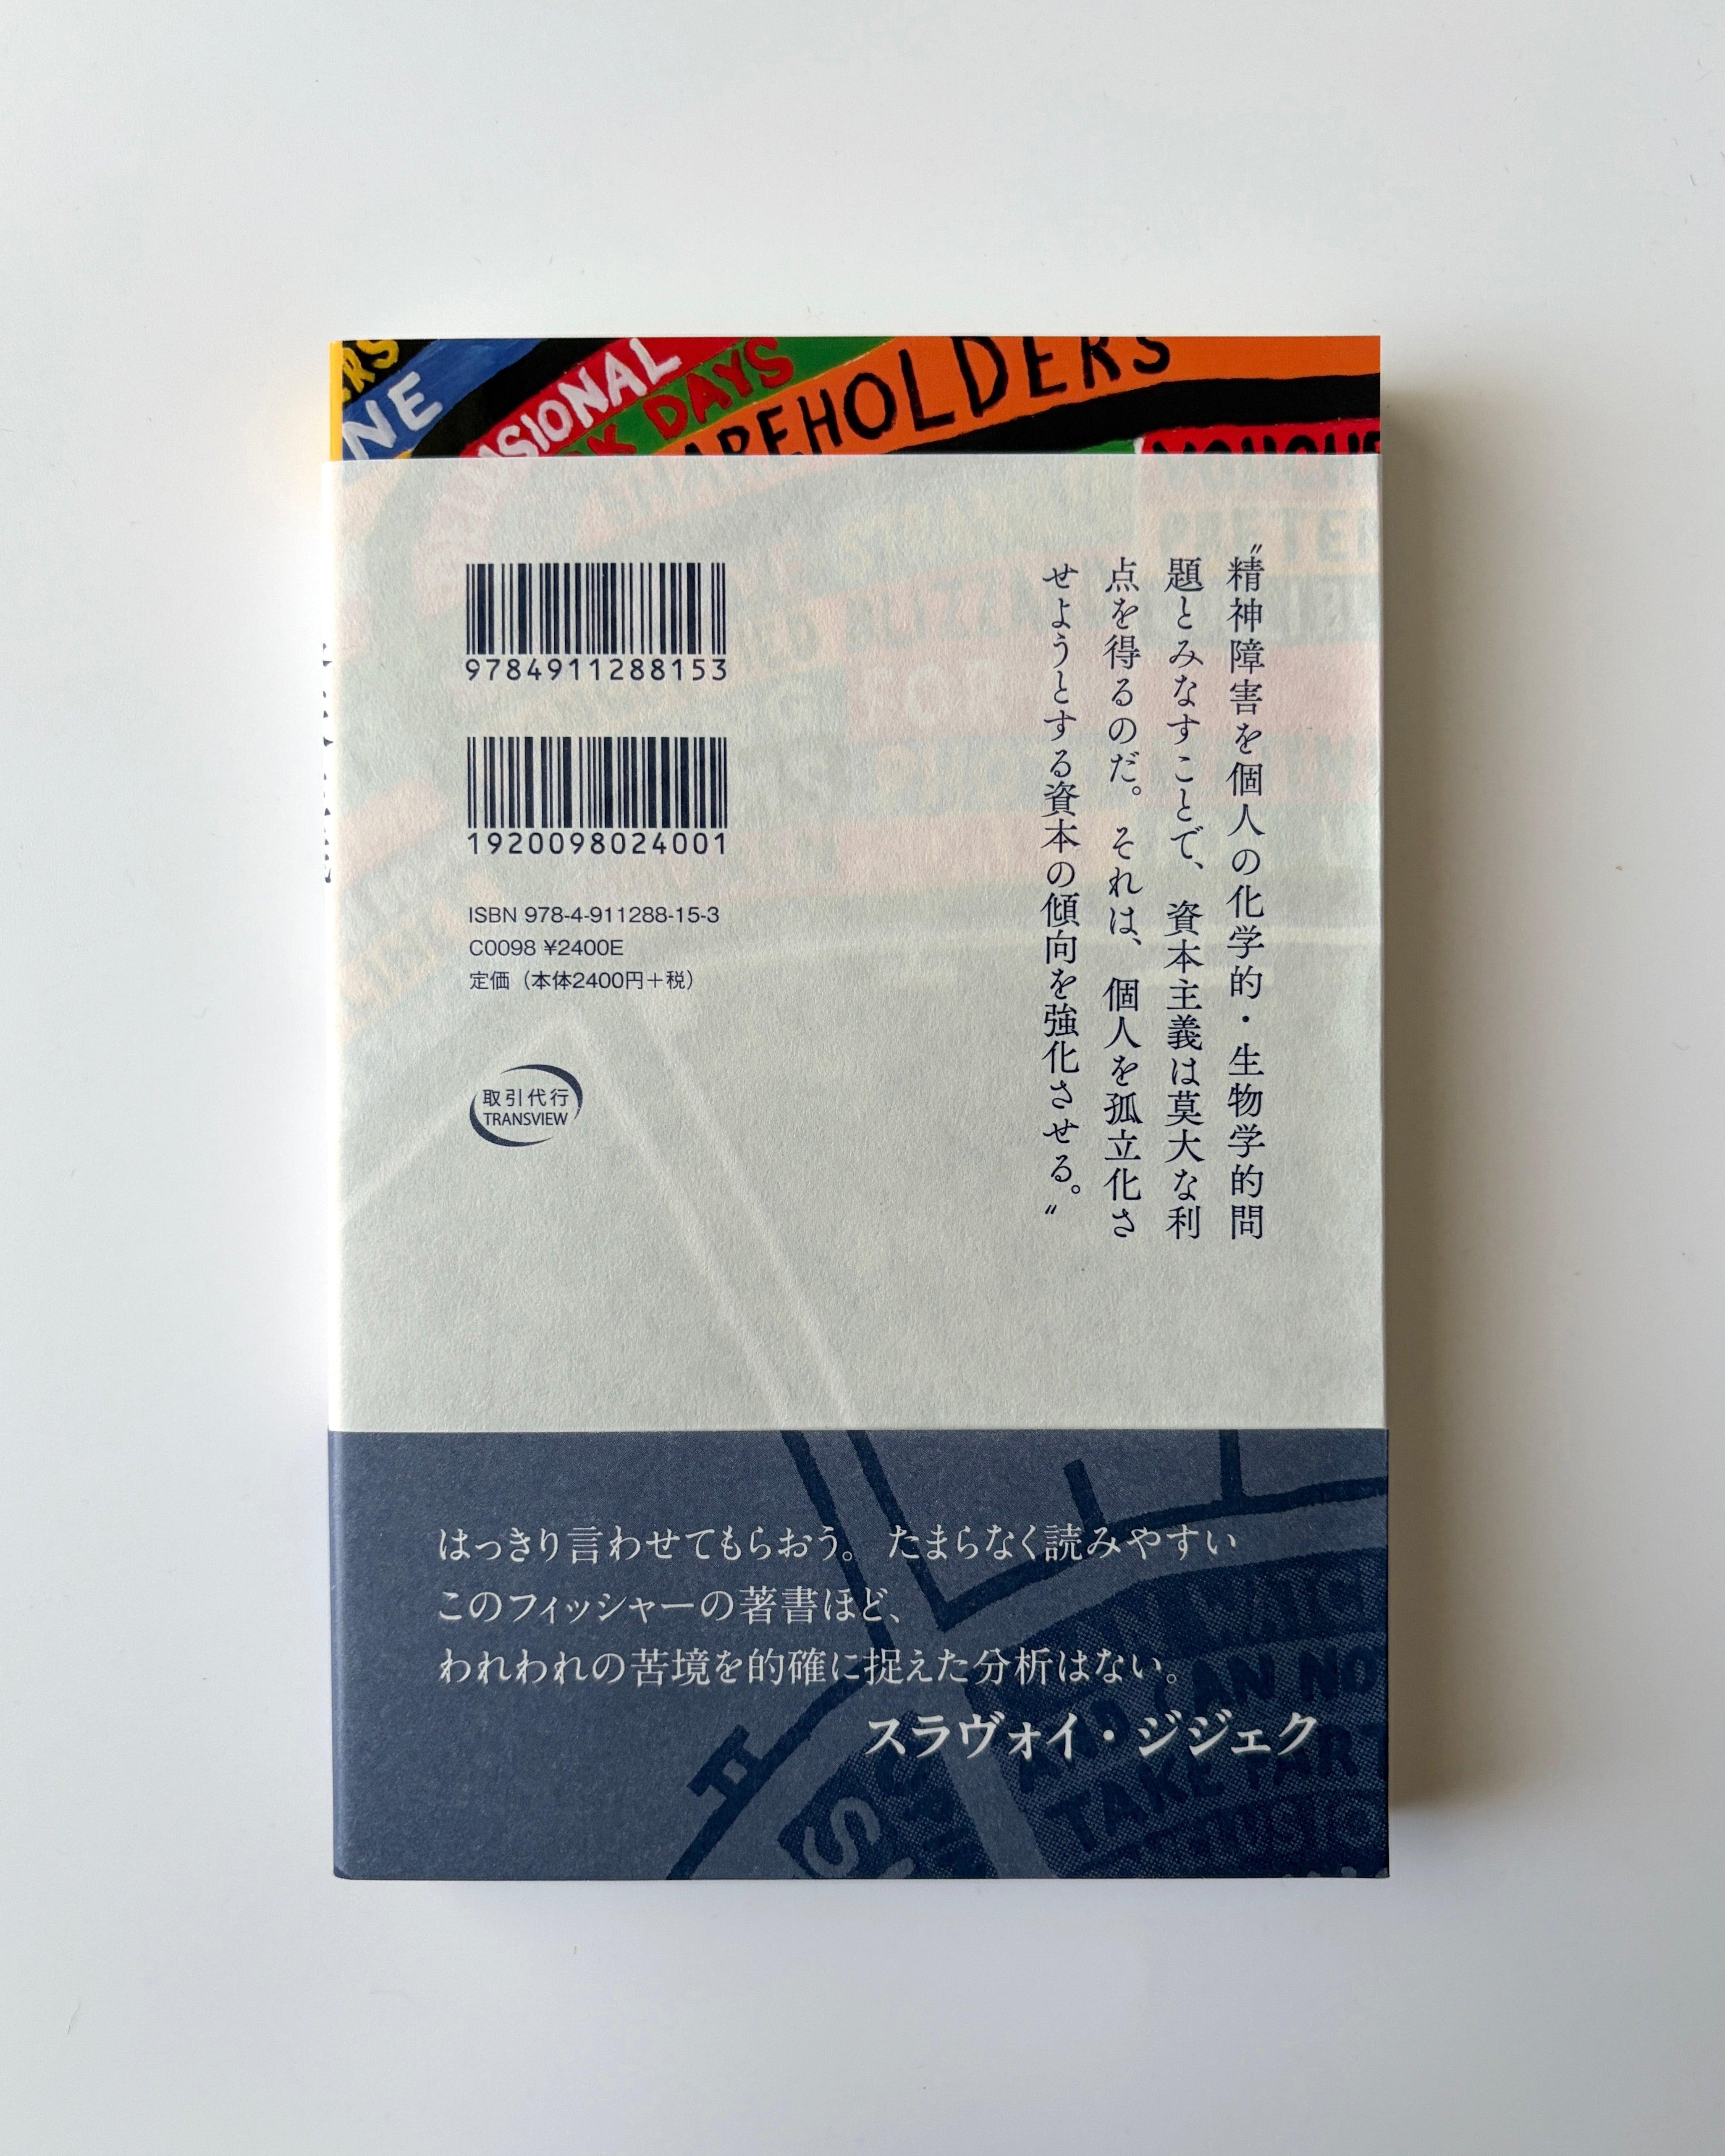 NE
SIONAL
DAYS
SHAREHOLDERS
〝精神障害を個人の化学的・生物学的問
題とみなすことで、資本主義は莫大な利
点を得るのだ。それは、個人を孤立化さ
せようとする資本の傾向を強化させる。〟
9784911288153
1920098024001
ISBN 978-4-911288-15-3
C0098 ¥2400E
定価（本体2400円＋税）
取引代行
TRANSVIEW
はっきり言わせてもらおう。 たまらなく読みやすい
このフィッシャーの著書ほど、
われわれの苦境を的確に捉えた分析はない。
スラヴォイ・ジジェク
AND CAN NO
TAKE PART